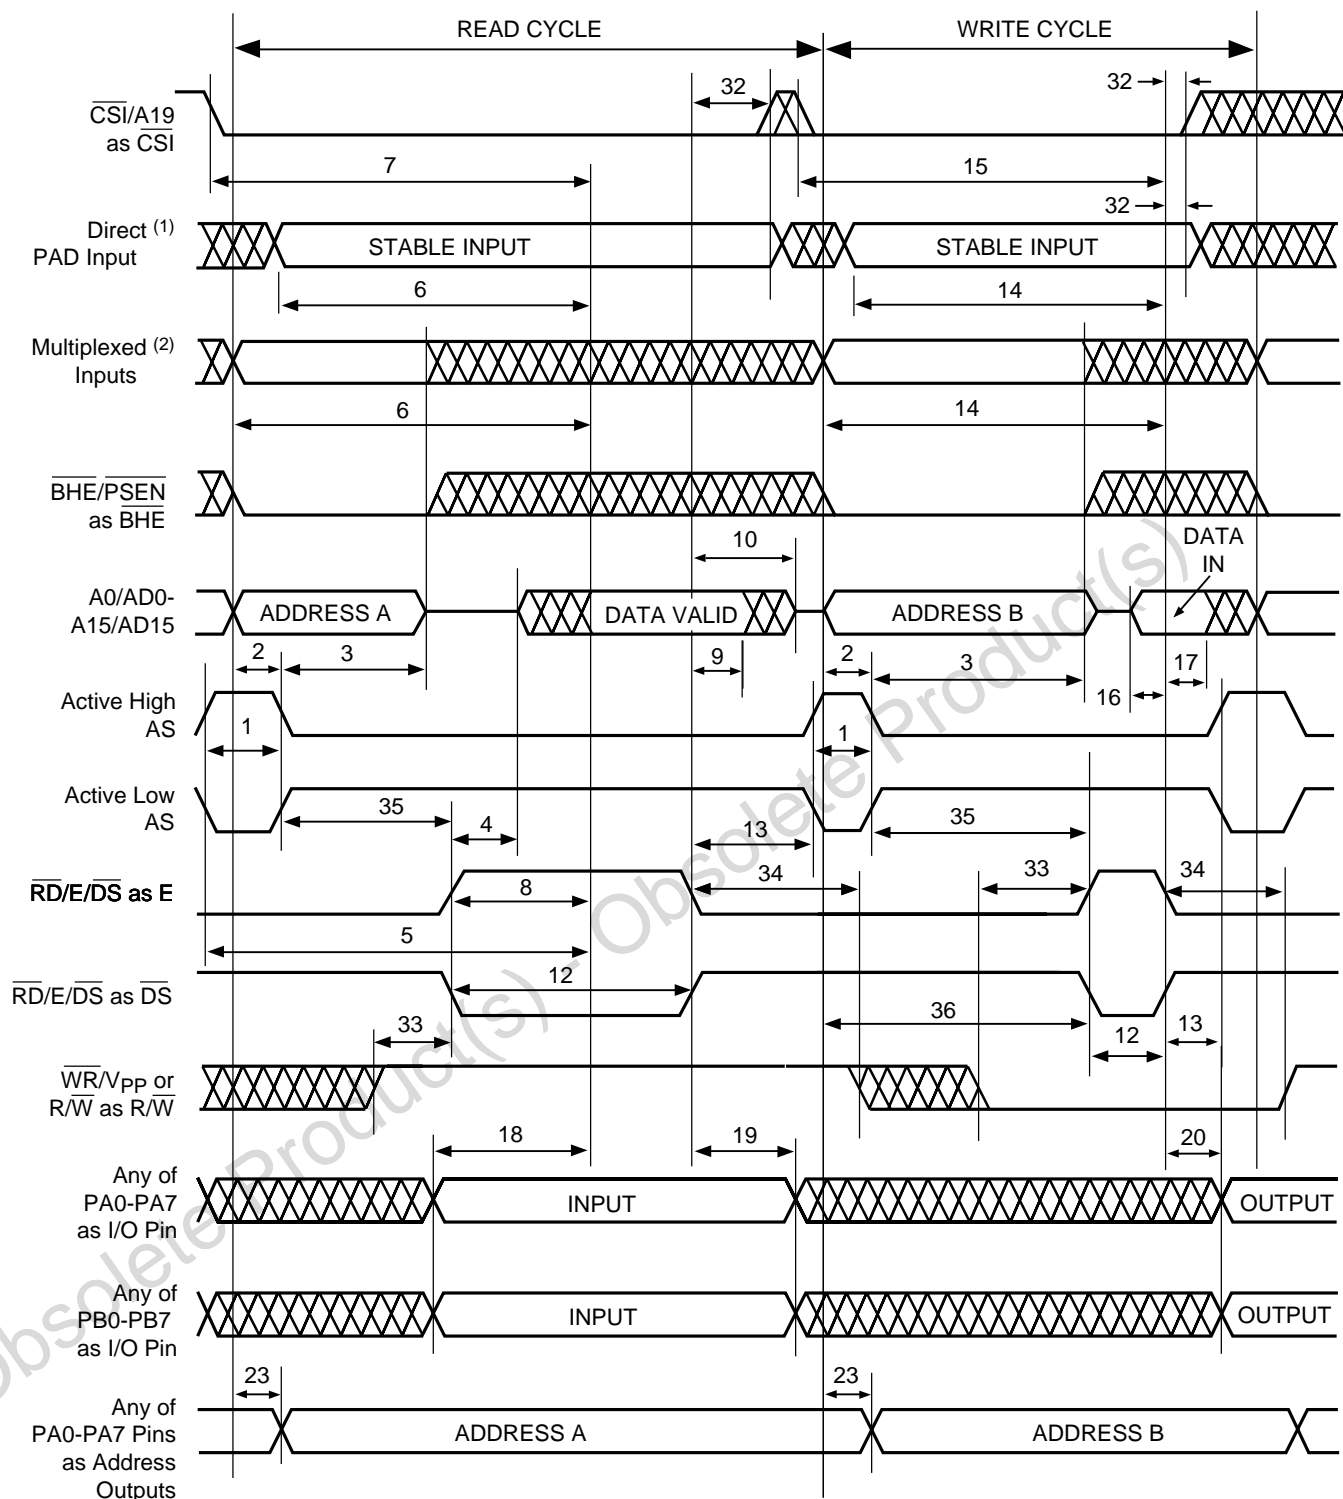 READ CYCLE
WRITE CYCLE
32
32
CSI/A19
as CSI
7
15
32
Direct (1)
PAD Input
STABLE INPUT
STABLE INPUT
6
14
Multiplexed (2)
Inputs
6
14
BHE/PSEN
as BHE
10
DATA
IN
A0/AD0-
A15/AD15
ADDRESS A
DATA VALID
ADDRESS B
2
3
9
2
3
17
16
Active High
AS
1
1
Active Low
AS
35
4
13
35
RD/E/DS as E
8
34
33
34
5
RD/E/DS as DS
12
36
33
12
13
WR/VPP or
R/W as R/W
18
19
20
Any of
PA0-PA7
as I/O Pin
INPUT
OUTPUT
Any of
PB0-PB7
as I/O Pin
INPUT
OUTPUT
23
23
Any of
PA0-PA7 Pins
as Address
Outputs
ADDRESS A
ADDRESS B
Obsolete Product(s) - Obsolete Product(s)